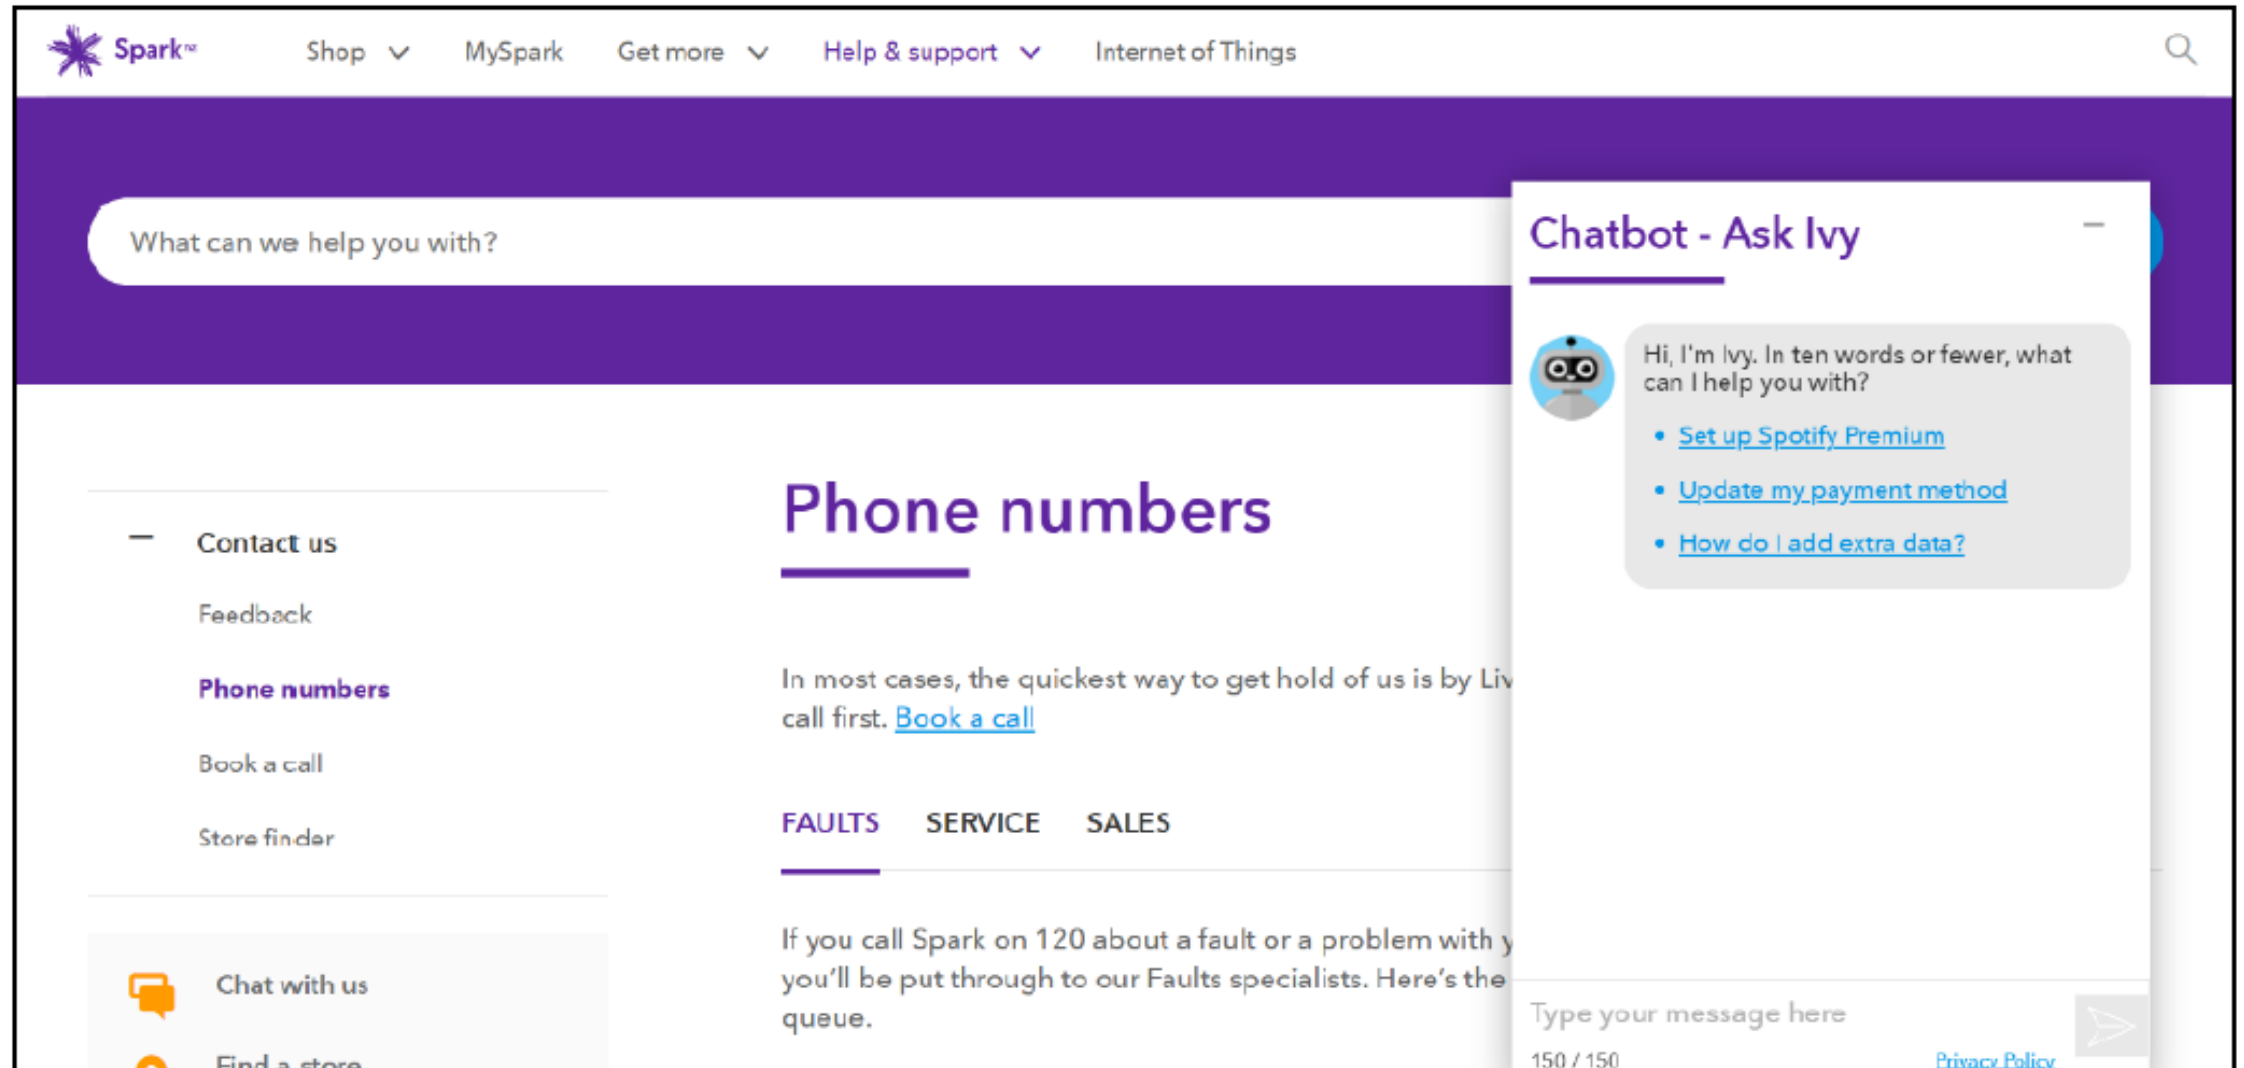 Spark nz
Shop
MySpark
Get more
Help & support
Internet of Things
What can we help you with?
Contact us
Feedback
Phone numbers
Book a call
Store finder
Chat with us
Find a store
Phone numbers
In most cases, the quickest way to get hold of us is by Liv
call first. Book a call
FAULTS SERVICE SALES
If you call Spark on 120 about a fault or a problem with y
you'll be put through to our Faults specialists. Here's the
queue.
Chatbot - Ask Ivy
Hi, I'm Ivy. In ten words or fewer, what
can I help you with?
• Set up Spotify Premium
• Update my payment method
• How do I add extra data?
Type your message here
150 / 150
Privacy Policy